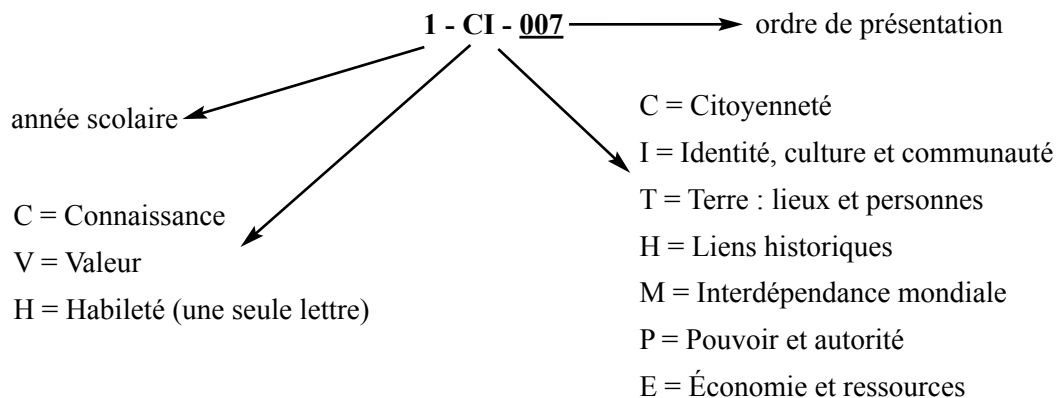 1 - CI - 007
ordre de présentation
année scolaire
C = Connaissance
V = Valeur
H = Habileté (une seule lettre)
C = Citoyenneté
I = Identité, culture et communauté
T = Terre : lieux et personnes
H = Liens historiques
M = Interdépendance mondiale
P = Pouvoir et autorité
E = Économie et ressources